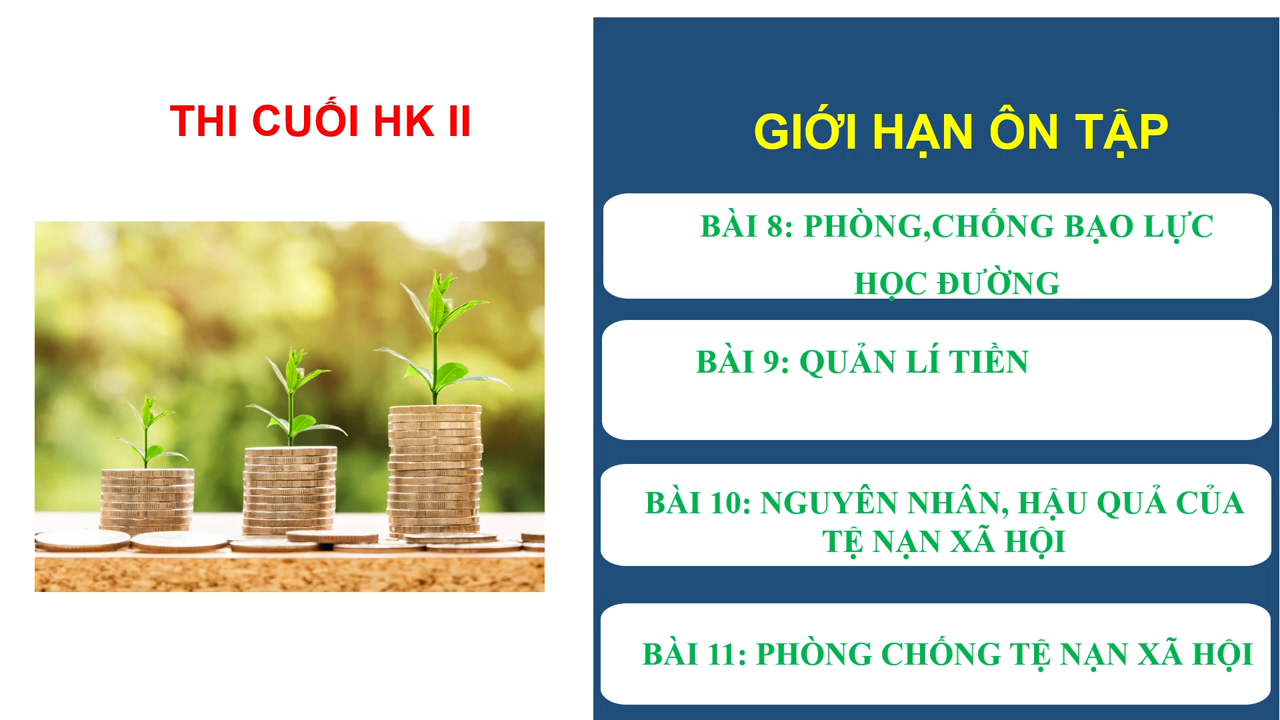 THI CUỐI HK II
GIỚI HẠN ÔN TẬP
BÀI 8: PHÒNG,CHỐNG BẠO LỰC
HỌC ĐƯỜNG
BÀI 9: QUẢN LÍ TIỀN
BÀI 10: NGUYÊN NHÂN, HẬU QUẢ CỦA
TỆ NẠN XÃ HỘI
BÀI 11: PHÒNG CHỐNG TỆ NẠN XÃ HỘI